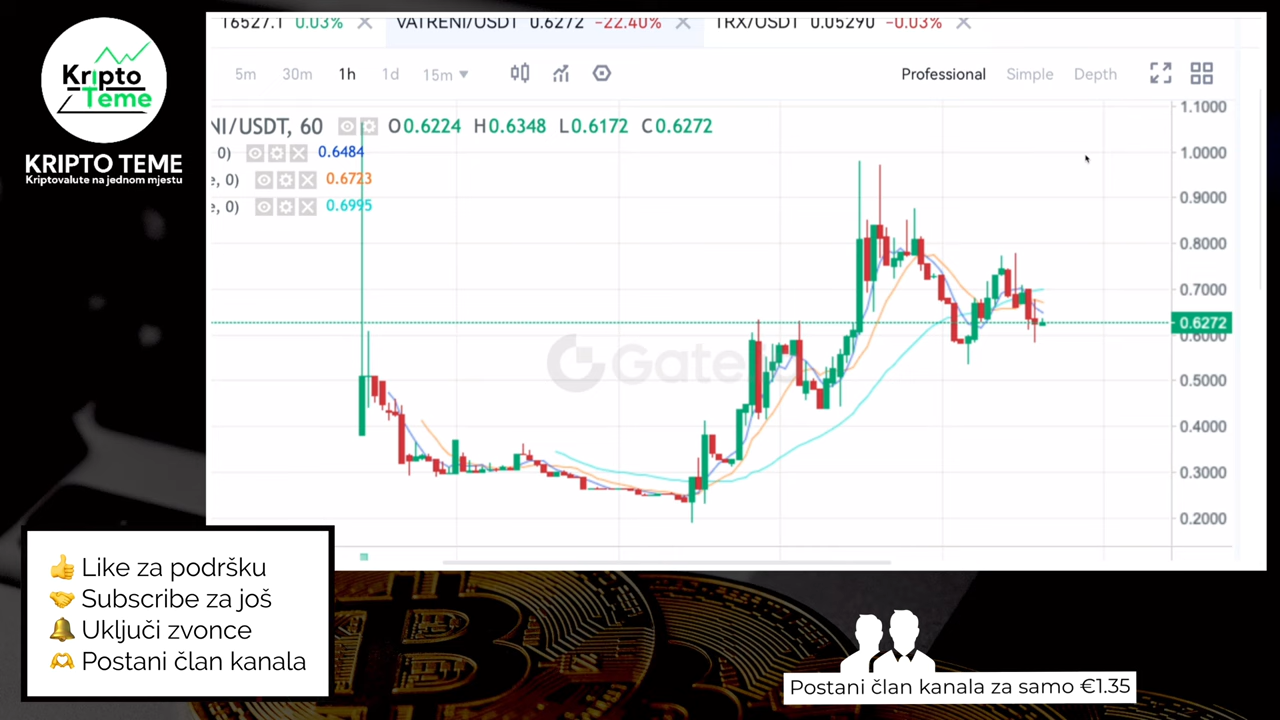 16527.1 0.03% VATRENI/USDT 0.6272 -22.40% TRX/USDT 0.05290 -0.03%
Kripto
Teme
KRIPTO TEME
Kriptovalute na jednom mjestu
5m 30m 1h 1d 15m Professional Simple Depth
NI/USDT, 60 O0.6224 H0.6348 L0.6172 C0.6272
0) 0.6484
e, 0) 0.6723
e, 0) 0.6995
1.1000
1.0000
0.9000
0.8000
0.7000
0.6272
0.6000
0.5000
0.4000
0.3000
0.2000
Gate
👍 Like za podršku
🤝 Subscribe za još
🔔 Uključi zvonce
🫶 Postani član kanala
Postani član kanala za samo €1.35